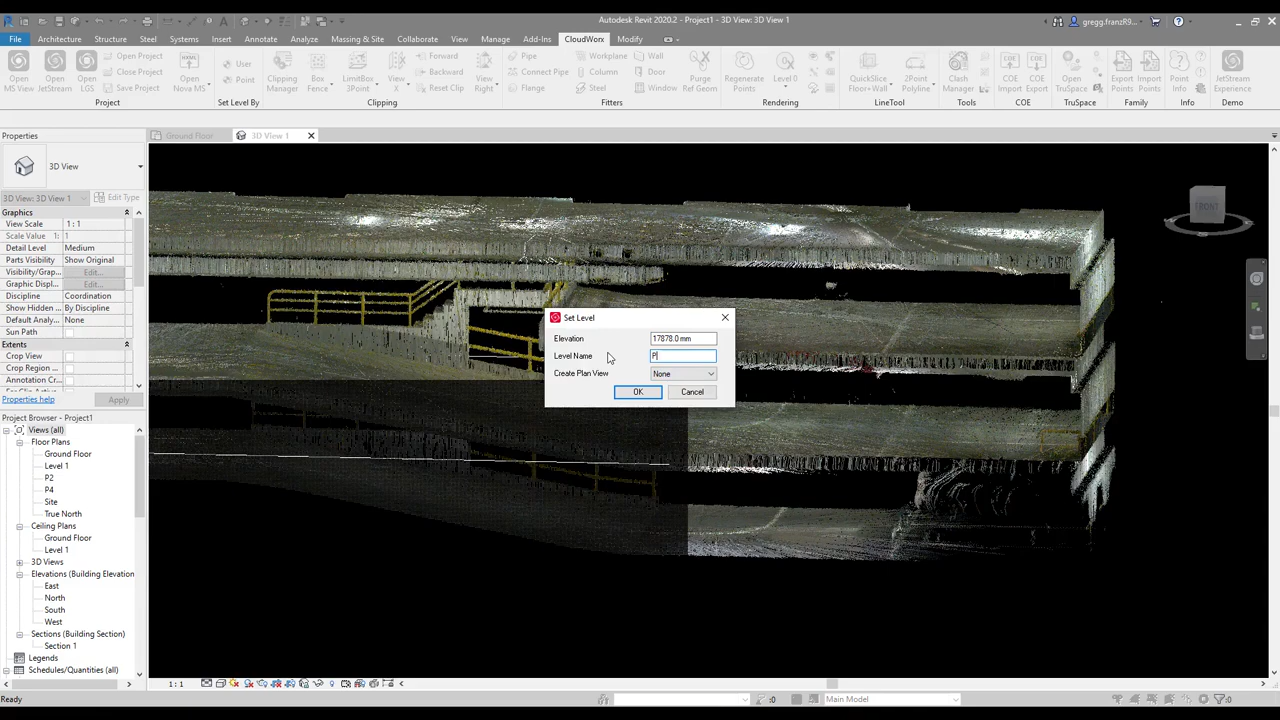 Autodesk Revit 2020.2 - Project1 - 3D View: 3D View 1
gregg.franzR9...
File Architecture Structure Steel Systems Insert Annotate Analyze Massing & Site Collaborate View Manage Add-Ins CloudWorx Modify
Open MS View
Open JetStream
Open LGS
Open Project
Close Project
Save Project
Project
Open Nova MS
User
Point
Set Level By
Clipping Manager
Box Fence
LimitBox 3Point
View X
Forward
Backward
Reset Clip
View Right
Clipping
Pipe
Connect Pipe
Flange
Workplane
Column
Steel
Wall
Door
Window
Purge Ref Geom
Fitters
Regenerate Points
Level 0
Rendering
QuickSlice Floor+Wall
2Point Polyline
LineTool
Clash Manager
Tools
COE Import
COE Export
COE
Open TruSpace
TruSpace
Export Points
Import Points
Family
Point Info
Info
JetStream Experience
Demo
Properties
Ground Floor
3D View 1
3D View
3D View: 3D View 1
Edit Type
Graphics
View Scale 1 : 1
Scale Value 1: 1
Detail Level Medium
Parts Visibility Show Original
Visibility/Grap... Edit...
Graphic Displ... Edit...
Discipline Coordination
Show Hidden ... By Discipline
Default Analy... None
Sun Path
Extents
Crop View
Crop Region ...
Annotation Cr...
Properties help
Apply
Project Browser - Project1
Views (all)
Floor Plans
Ground Floor
Level 1
P2
P4
Site
True North
Ceiling Plans
Ground Floor
Level 1
3D Views
Elevations (Building Elevation
East
North
South
West
Sections (Building Section)
Section 1
Legends
Schedules/Quantities (all)
FRONT
Set Level
Elevation 17878.0 mm
Level Name P
Create Plan View None
OK
Cancel
1 : 1
Ready
:0
Main Model
:0